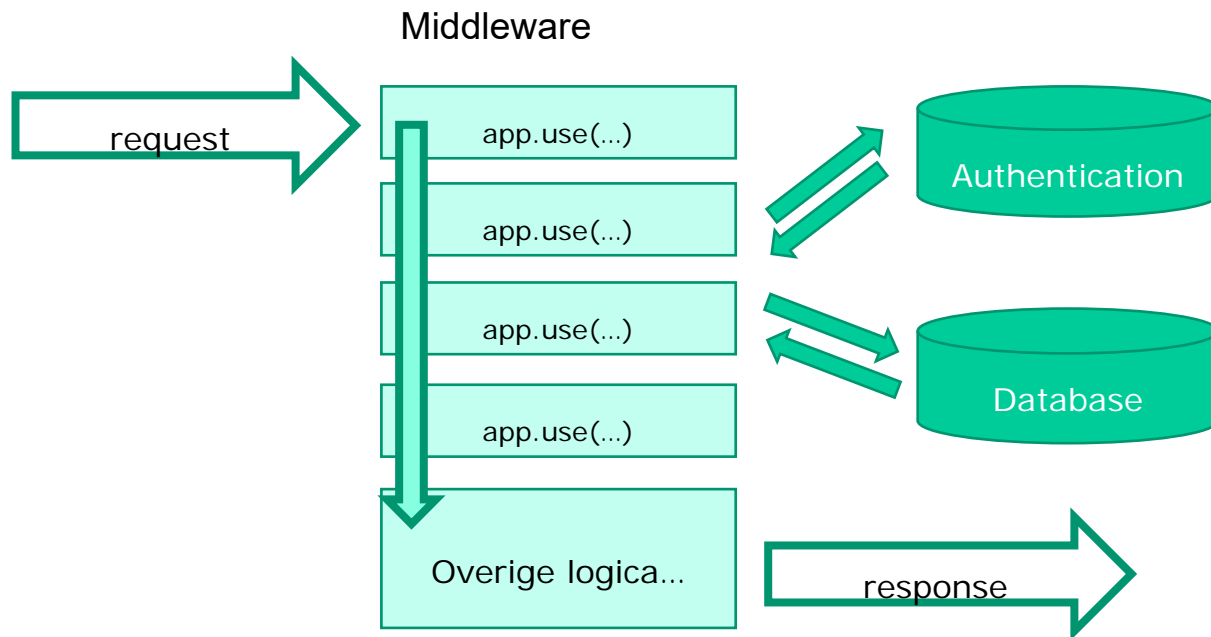 Middleware
request
app.use(...)
Authentication
app.use(...)
app.use(...)
Database
app.use(...)
Overige logica...
response